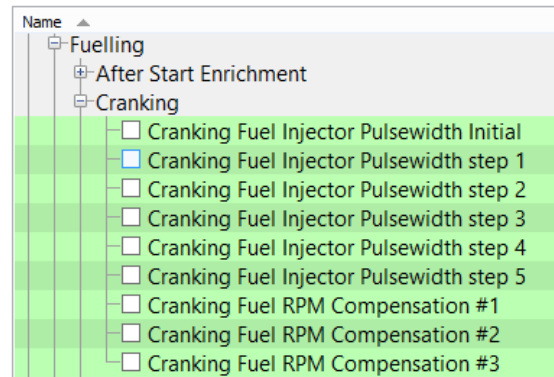 Name
Fuelling
After Start Enrichment
Cranking
Cranking Fuel Injector Pulsewidth Initial
Cranking Fuel Injector Pulsewidth step 1
Cranking Fuel Injector Pulsewidth step 2
Cranking Fuel Injector Pulsewidth step 3
Cranking Fuel Injector Pulsewidth step 4
Cranking Fuel Injector Pulsewidth step 5
Cranking Fuel RPM Compensation #1
Cranking Fuel RPM Compensation #2
Cranking Fuel RPM Compensation #3